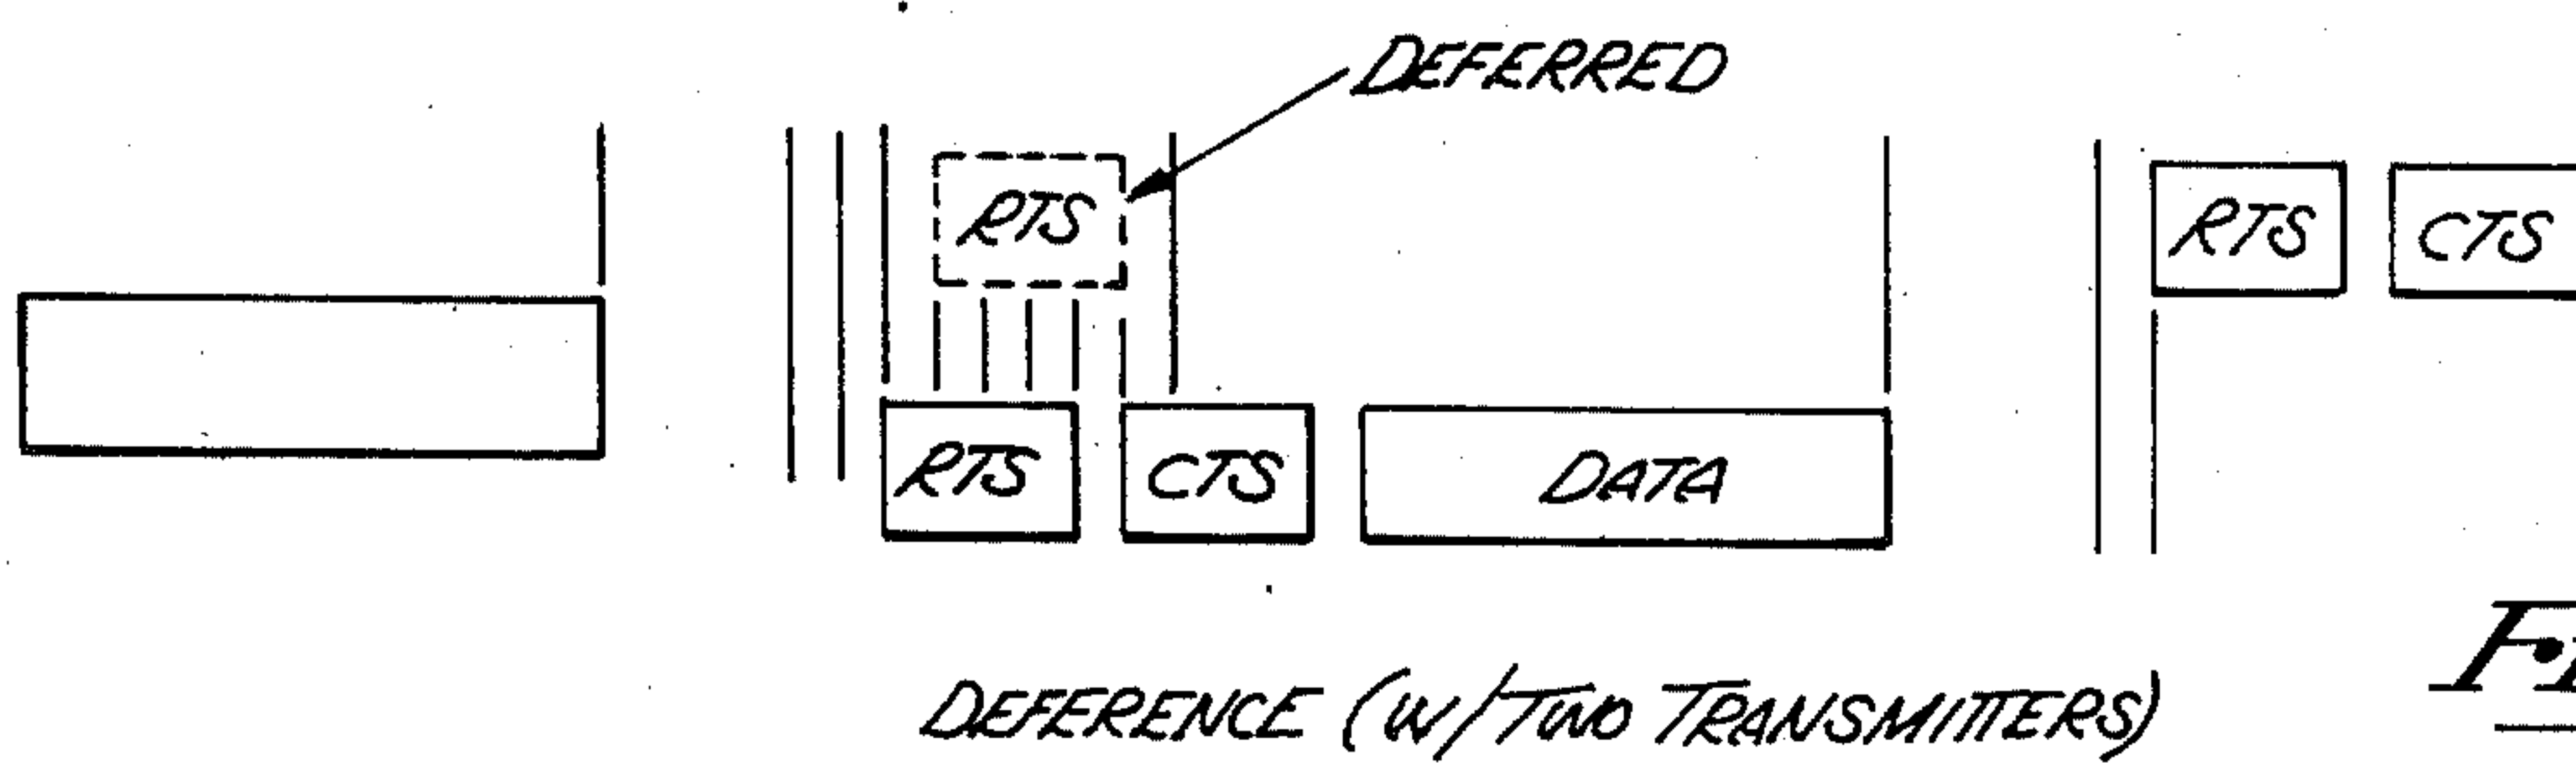 DEFERRED
RTS
RTS CTS
RTS CTS DATA
DEFERENCE (W/TWO TRANSMITTERS)